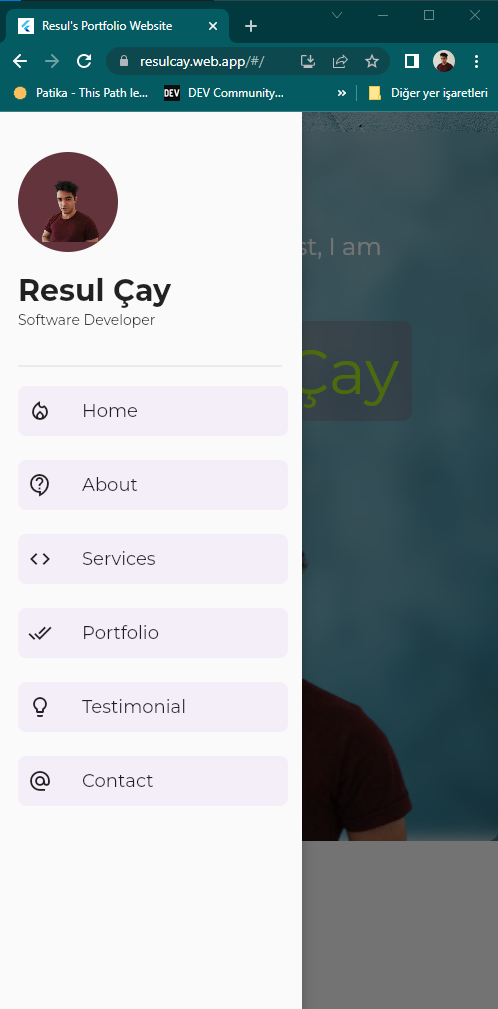 Resul's Portfolio Website
resulcay.web.app/#/
Patika - This Path le...
DEV
DEV Community...
»
Diğer yer işaretleri
Resul Çay
Software Developer
Home
About
Services
Portfolio
Testimonial
Contact
st, I am
Çay